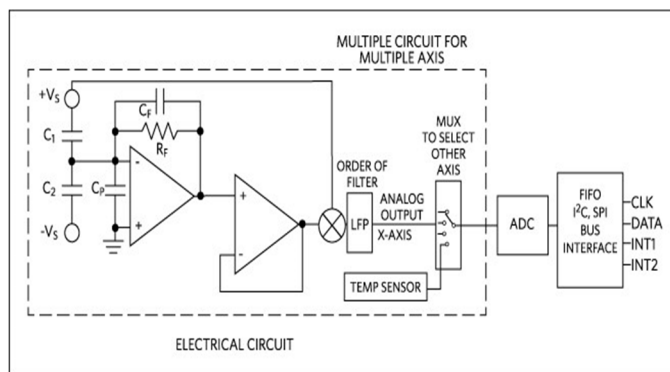 MULTIPLE CIRCUIT FOR
MULTIPLE AXIS
+VS
C1
C2
-VS
CP
CF
RF
-
+
+
-
ORDER OF
FILTER
LFP
ANALOG
OUTPUT
X-AXIS
MUX
TO SELECT
OTHER
AXIS
TEMP SENSOR
ADC
FIFO
I²C, SPI
BUS
INTERFACE
CLK
DATA
INT1
INT2
ELECTRICAL CIRCUIT